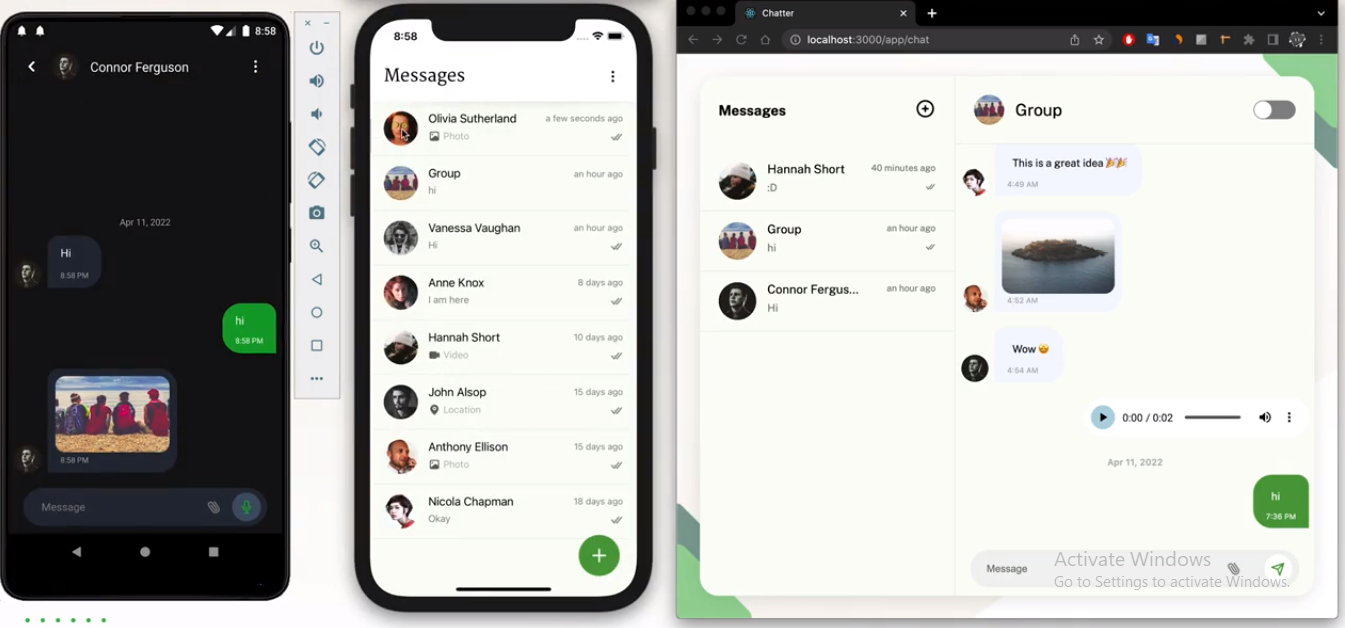 8:58
Connor Ferguson
Apr 11, 2022
Hi
8:58 PM
hi
8:58 PM
8:58 PM
Message
8:58
Messages
Olivia Sutherland
a few seconds ago
Photo
Group
an hour ago
hi
Vanessa Vaughan
an hour ago
Hi
Anne Knox
8 days ago
I am here
Hannah Short
10 days ago
Video
John Alsop
15 days ago
Location
Anthony Ellison
15 days ago
Photo
Nicola Chapman
18 days ago
Okay
Chatter
localhost:3000/app/chat
Messages
Hannah Short
40 minutes ago
:D
Group
an hour ago
hi
Connor Fergus...
an hour ago
Hi
Group
This is a great idea 🎉🎉
4:49 AM
4:52 AM
Wow 🤩
4:54 AM
0:00 / 0:02
Apr 11, 2022
hi
7:36 PM
Message
Activate Windows
Go to Settings to activate Windows.